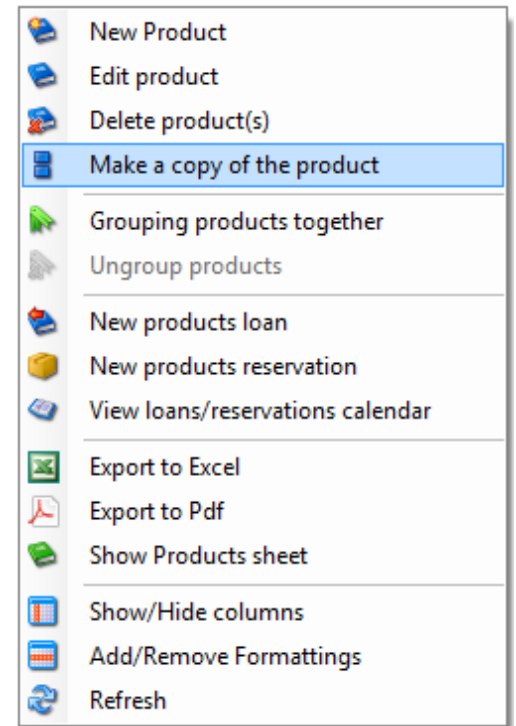 New Product
Edit product
Delete product(s)
Make a copy of the product
Grouping products together
Ungroup products
New products loan
New products reservation
View loans/reservations calendar
Export to Excel
Export to Pdf
Show Products sheet
Show/Hide columns
Add/Remove Formattings
Refresh